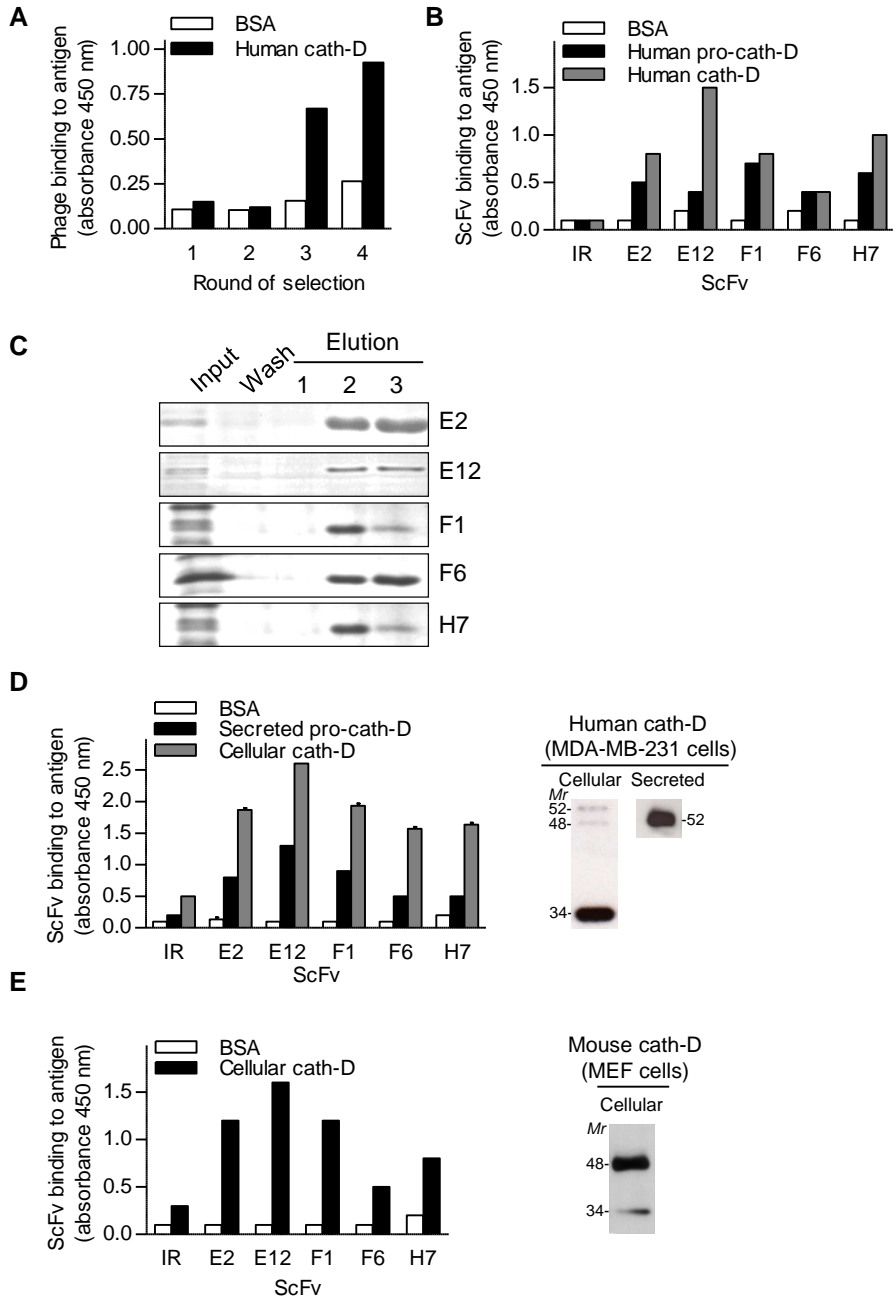 A
BSA
Human cath-D
Phage binding to antigen
(absorbance 450 nm)
1.00
0.75
0.50
0.25
0.00
1 2 3 4
Round of selection
B
BSA
Human pro-cath-D
Human cath-D
ScFv binding to antigen
(absorbance 450 nm)
1.5
1.0
0.5
0.0
IR E2 E12 F1 F6 H7
ScFv
C
Input Wash Elution
1 2 3
E2
E12
F1
F6
H7
D
BSA
Secreted pro-cath-D
Cellular cath-D
ScFv binding to antigen
(absorbance 450 nm)
2.5
2.0
1.5
1.0
0.5
0.0
IR E2 E12 F1 F6 H7
ScFv
Human cath-D
(MDA-MB-231 cells)
Cellular Secreted
Mr
52-
48-
34-
-52
E
BSA
Cellular cath-D
ScFv binding to antigen
(absorbance 450 nm)
1.5
1.0
0.5
0.0
IR E2 E12 F1 F6 H7
ScFv
Mouse cath-D
(MEF cells)
Cellular
Mr
48-
34-